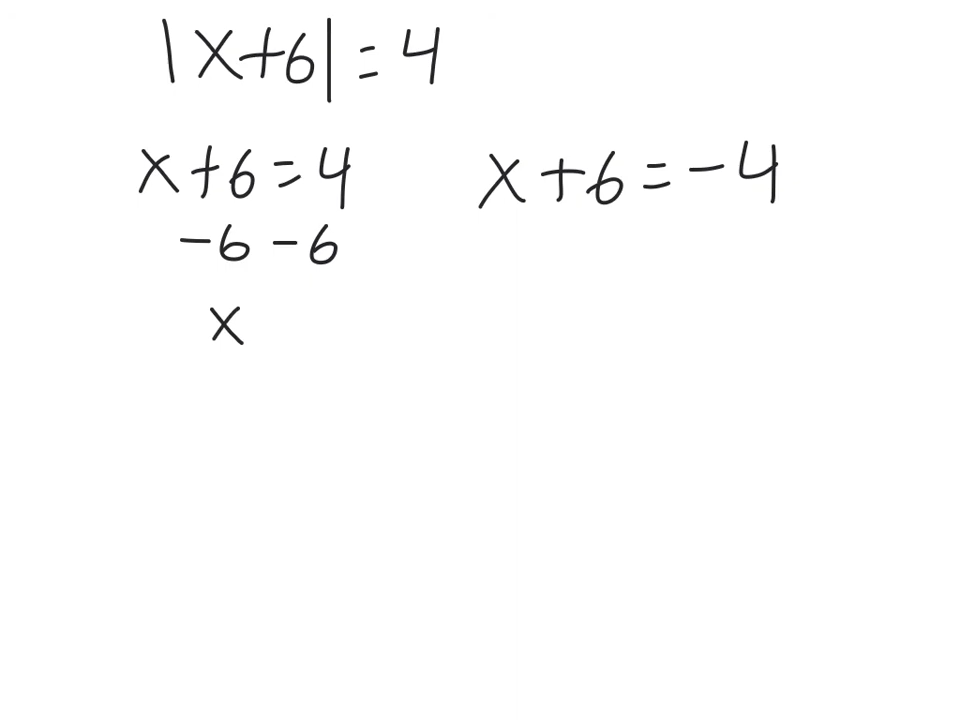 |x+6| = 4
x+6=4 x+6=-4
-6 -6
x